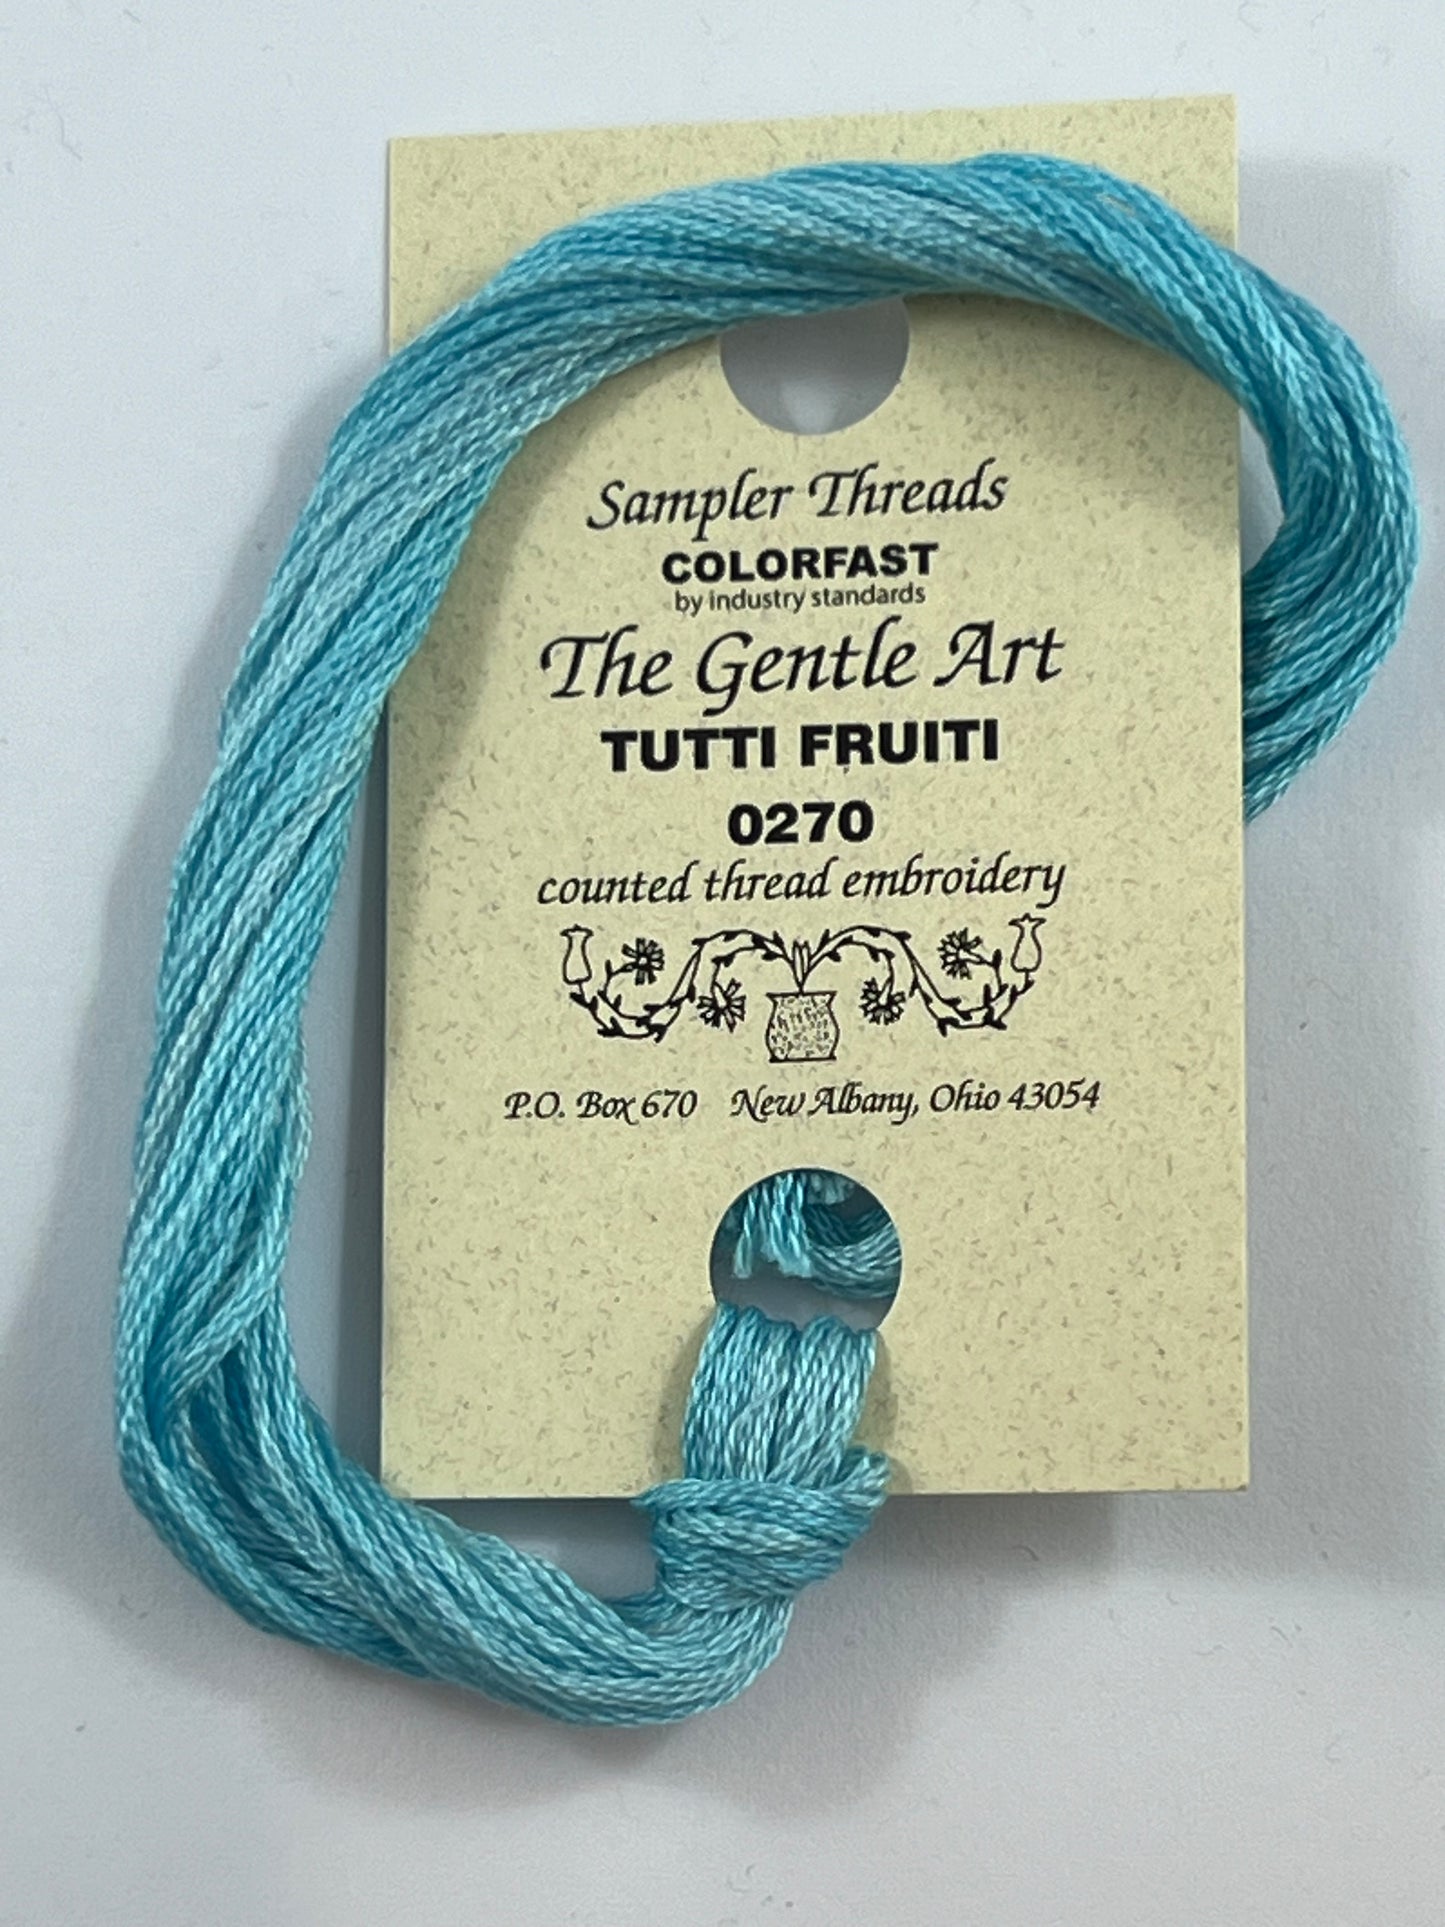 Sampler Threads
COLORFAST
by industry standards
The Gentle Art
TUTTI FRUITI
0270
counted thread embroidery
P.O. Box 670 New Albany, Ohio 43054